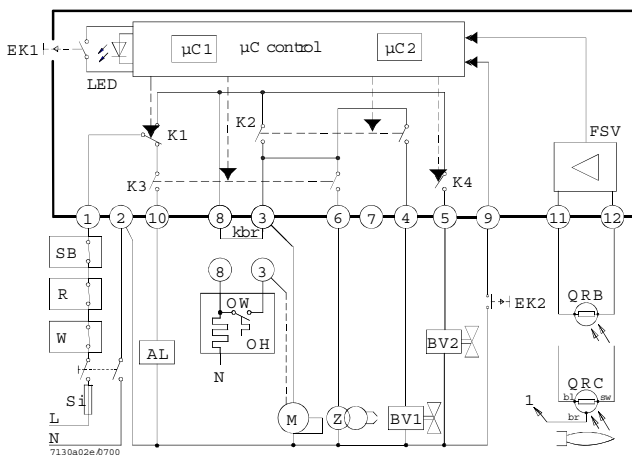 EK1
LED
µC1
µC control
µC2
FSV
K1
K2
K3
K4
1 2 10 8 3 6 7 4 5 9 11 12
kbr
SB
R
W
Si
L
N
AL
8 3
OW
OH
N
M
Z
BV1
BV2
EK2
QRB
QRC
bl sw
br
1
7130a02e/0700